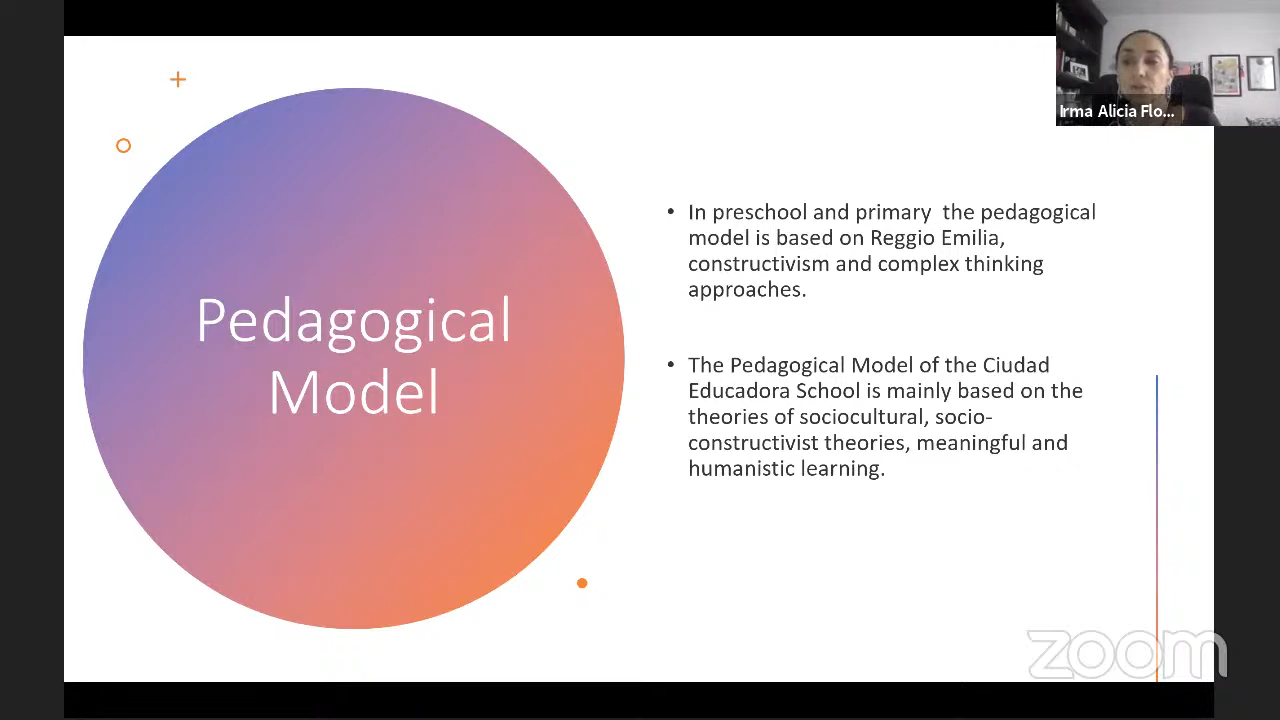 Irma Alicia Flo...
Pedagogical
Model
• In preschool and primary  the pedagogical
model is based on Reggio Emilia,
constructivism and complex thinking
approaches.
• The Pedagogical Model of the Ciudad
Educadora School is mainly based on the
theories of sociocultural, socio-
constructivist theories, meaningful and
humanistic learning.
zoom